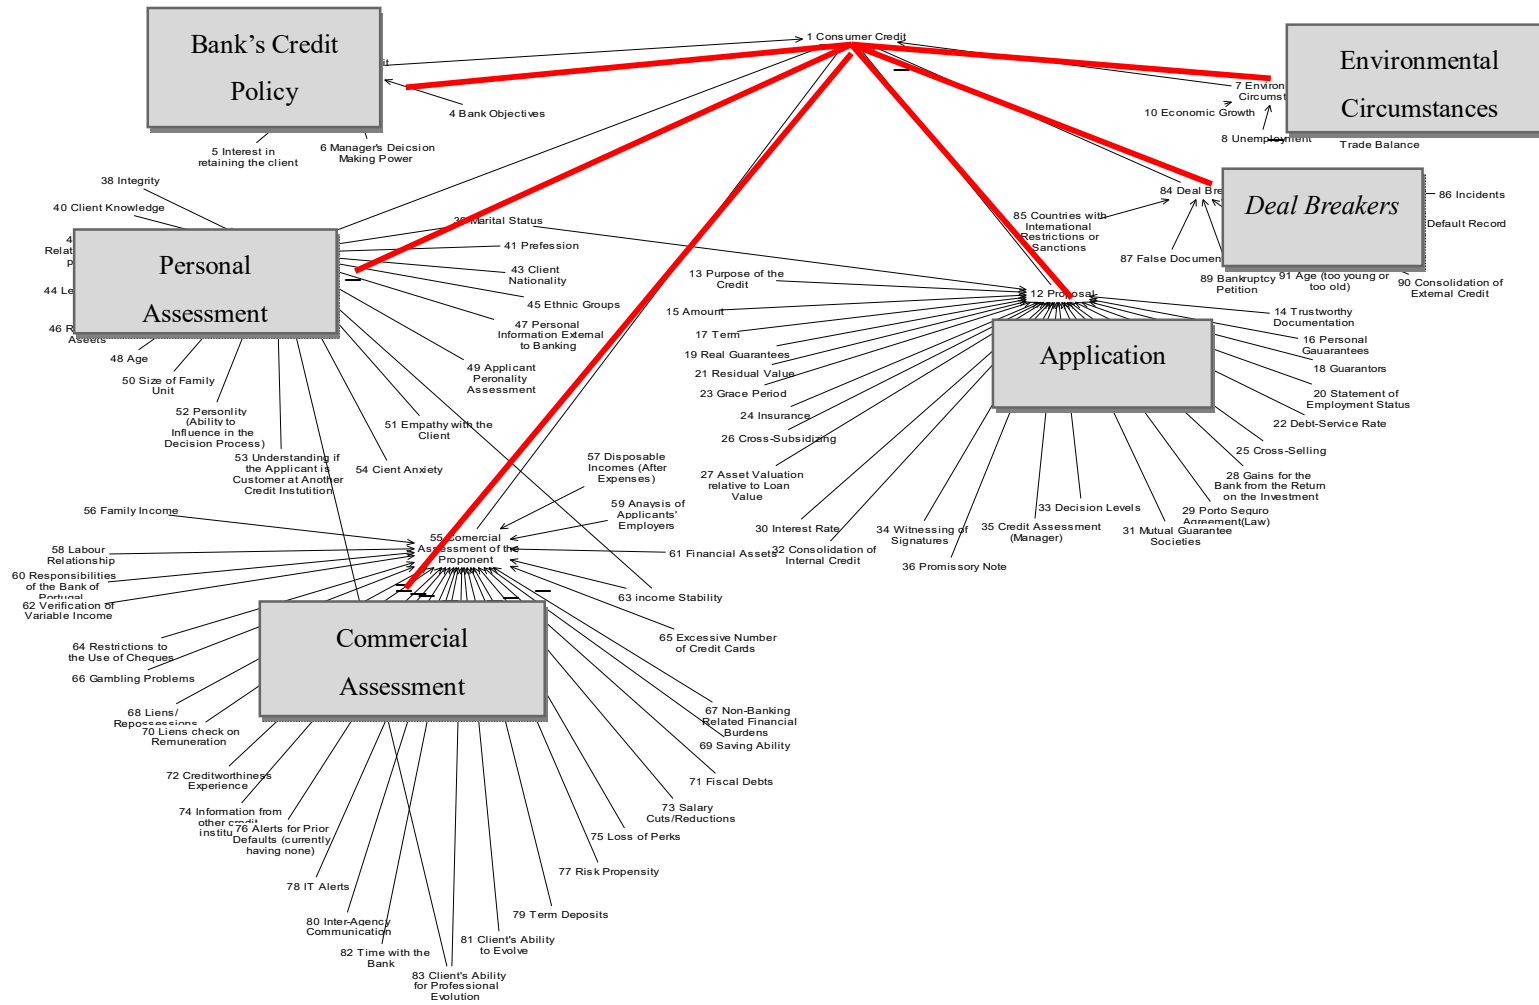 Bank's Credit
Policy
1 Consumer Credit
Environmental
Circumstances
4 Bank Objectives
5 Interest in
retaining the client
6 Manager's Deicsion
Making Power
7
10 Economic Growth
8 Unemployment
Trade Balance
38 Integrity
40 Client Knowledge
Personal
Assessment
44
46
Aseets
48 Age
50 Size of Family
Unit
52 Personlity
(Ability to
Influence in the
Decision Process)
53 Understanding if
the Applicant is
Customer at Another
Credit Instutition
54 Cient Anxiety
51 Empathy with the
Client
Marital Status
41 Prefession
43 Client
Nationality
45 Ethnic Groups
47 Personal
Information External
to Banking
49 Applicant
Peronality
Assessment
84 Deal
Deal Breakers
85 Countries with
International
Restrictions or
Sanctions
86 Incidents
Default Record
87 False
89 Bankruptcy
Petition
91 Age (too young or
too old)
90 Consolidation of
External Credit
12 Proposal
Application
13 Purpose of the
Credit
15 Amount
17 Term
19 Real Guarantees
21 Residual Value
23 Grace Period
24 Insurance
26 Cross-Subsidizing
27 Asset Valuation
relative to Loan
Value
30 Interest Rate
32 Consolidation of
Internal Credit
34 Witnessing of
Signatures
36 Promissory Note
35 Credit Assessment
(Manager)
33 Decision Levels
31 Mutual Guarantee
Societies
29 Porto Seguro
Agreement(Law)
28 Gains for the
Bank from the Return
on the Investment
25 Cross-Selling
22 Debt-Service Rate
20 Statement of
Employment Status
18 Guarantors
16 Personal
Gauarantees
14 Trustworthy
Documentation
55 Comercial
Assessment of the
Proponent
Commercial
Assessment
56 Family Income
58 Labour
Relationship
60 Responsibilities
of the Bank of
Portugal
62 Verification of
Variable Income
64 Restrictions to
the Use of Cheques
66 Gambling Problems
68 Liens/
Repossessions
70 Liens check on
Remuneration
72 Creditworthiness
Experience
74 Information from
other credit
76 Alerts for Prior
Defaults (currently
having none)
78 IT Alerts
80 Inter-Agency
Communication
82 Time with the
Bank
83 Client's Ability
for Professional
Evolution
81 Client's Ability
to Evolve
79 Term Deposits
77 Risk Propensity
75 Loss of Perks
73 Salary
Cuts/Reductions
71 Fiscal Debts
69 Saving Ability
67 Non-Banking
Related Financial
Burdens
65 Excessive Number
of Credit Cards
63 income Stability
61 Financial Assets
59 Anaysis of
Applicants'
Employers
57 Disposable
Incomes (After
Expenses)